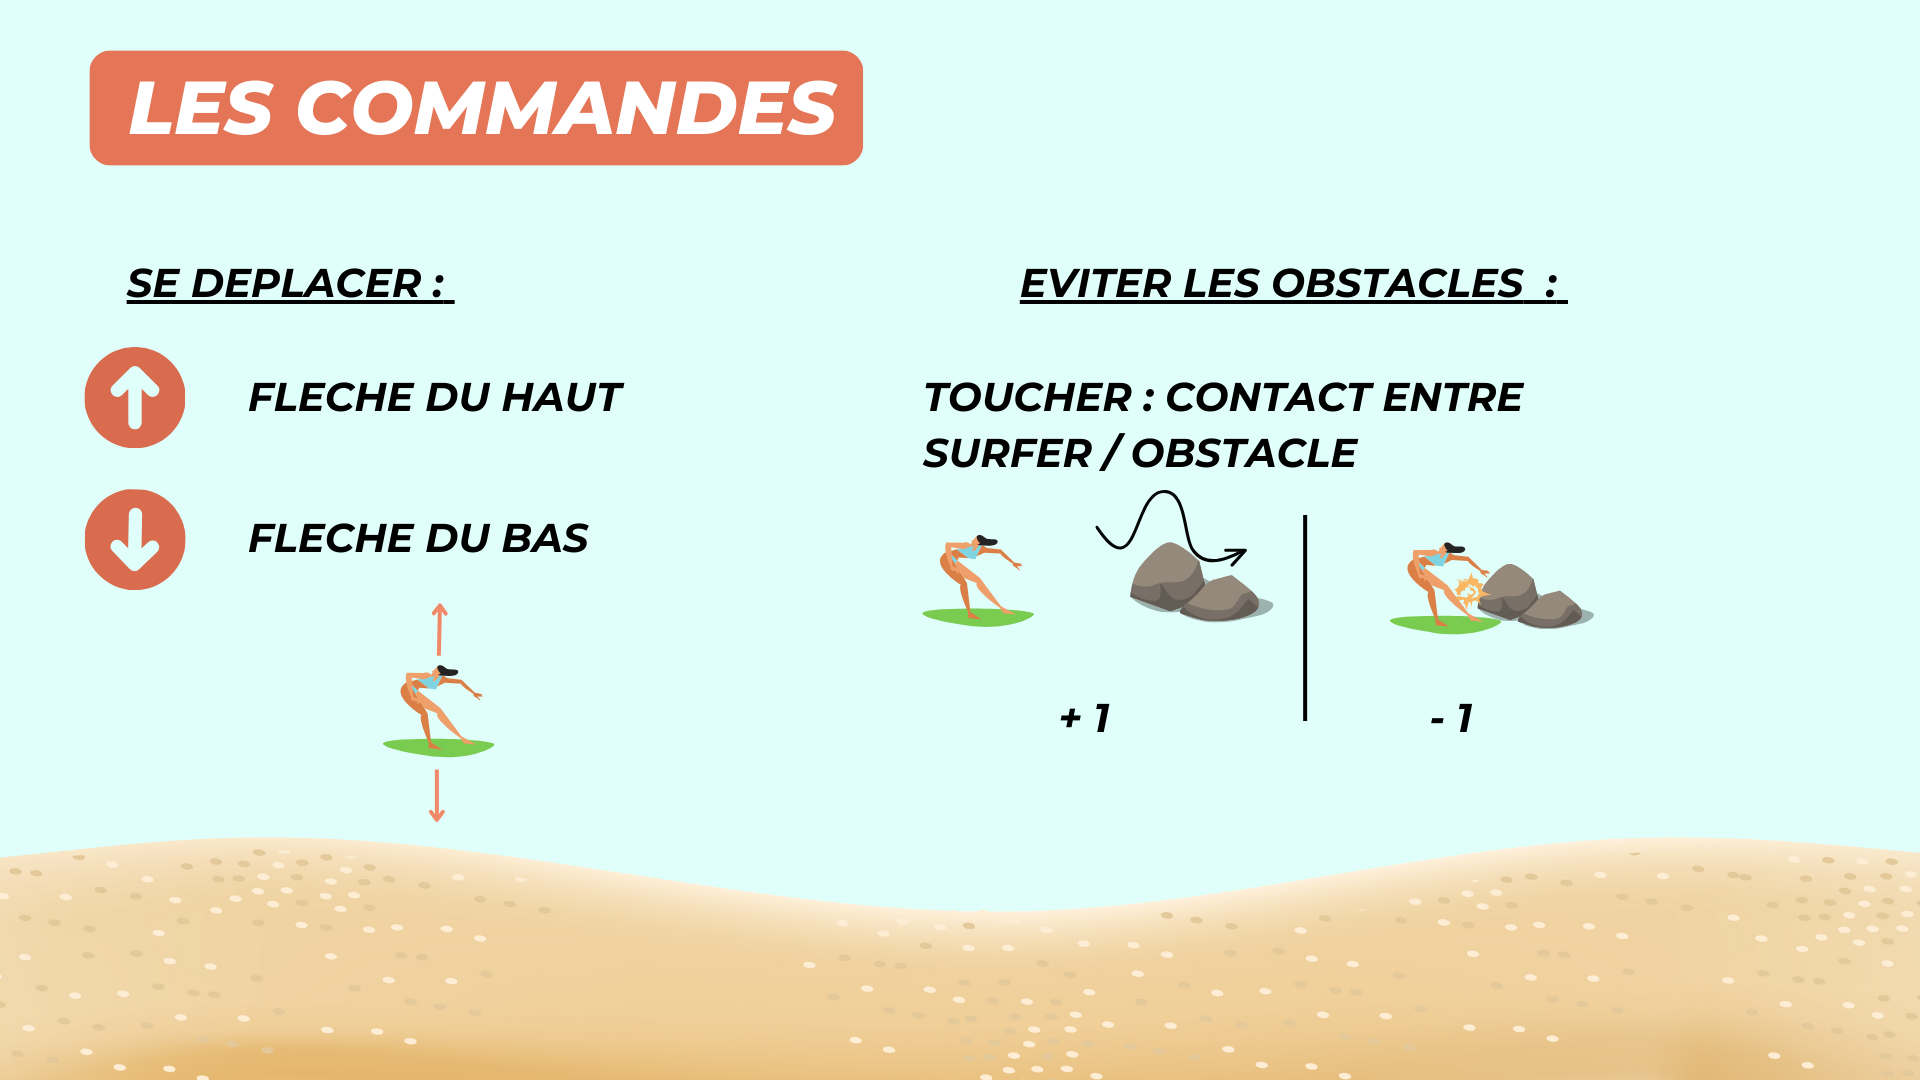 LES COMMANDES
SE DEPLACER :
FLECHE DU HAUT
FLECHE DU BAS
EVITER LES OBSTACLES  :
TOUCHER : CONTACT ENTRE
SURFER / OBSTACLE
+ 1
- 1